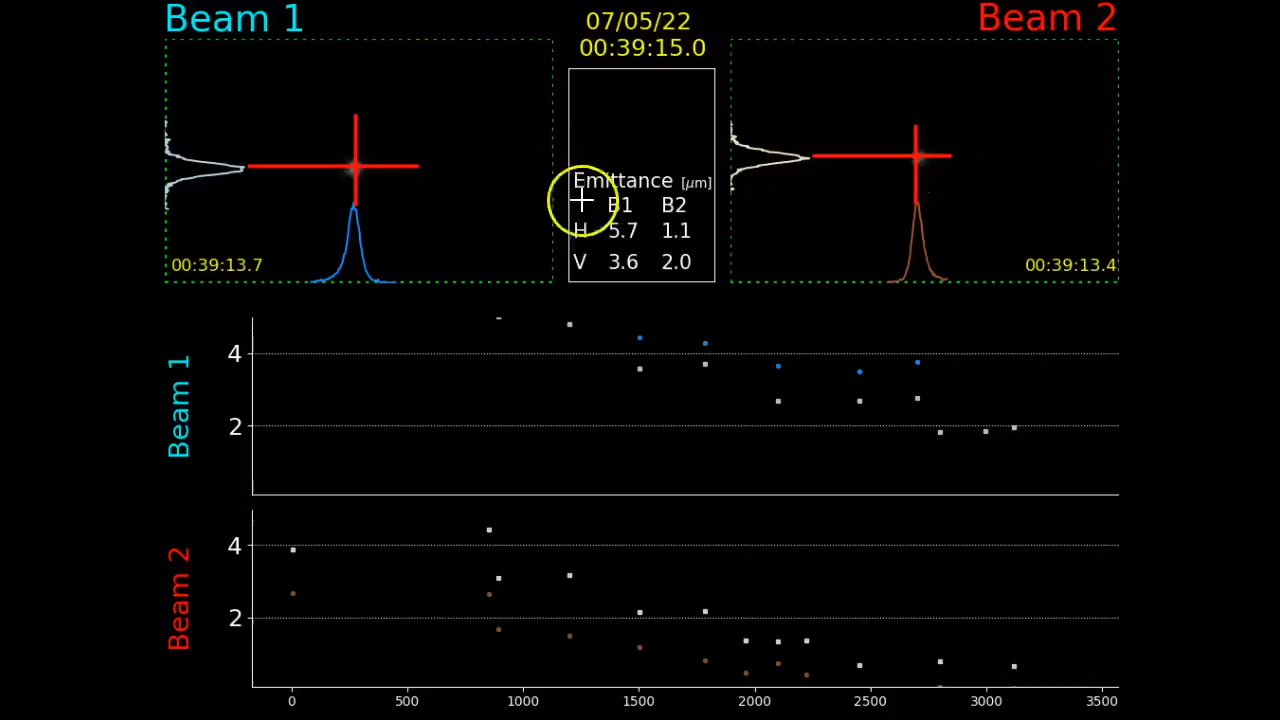 Beam 1
07/05/22
00:39:15.0
Beam 2
Emittance [μm]
B1 B2
H 5.7 1.1
V 3.6 2.0
00:39:13.7
00:39:13.4
Beam 1
4
2
Beam 2
4
2
0 500 1000 1500 2000 2500 3000 3500